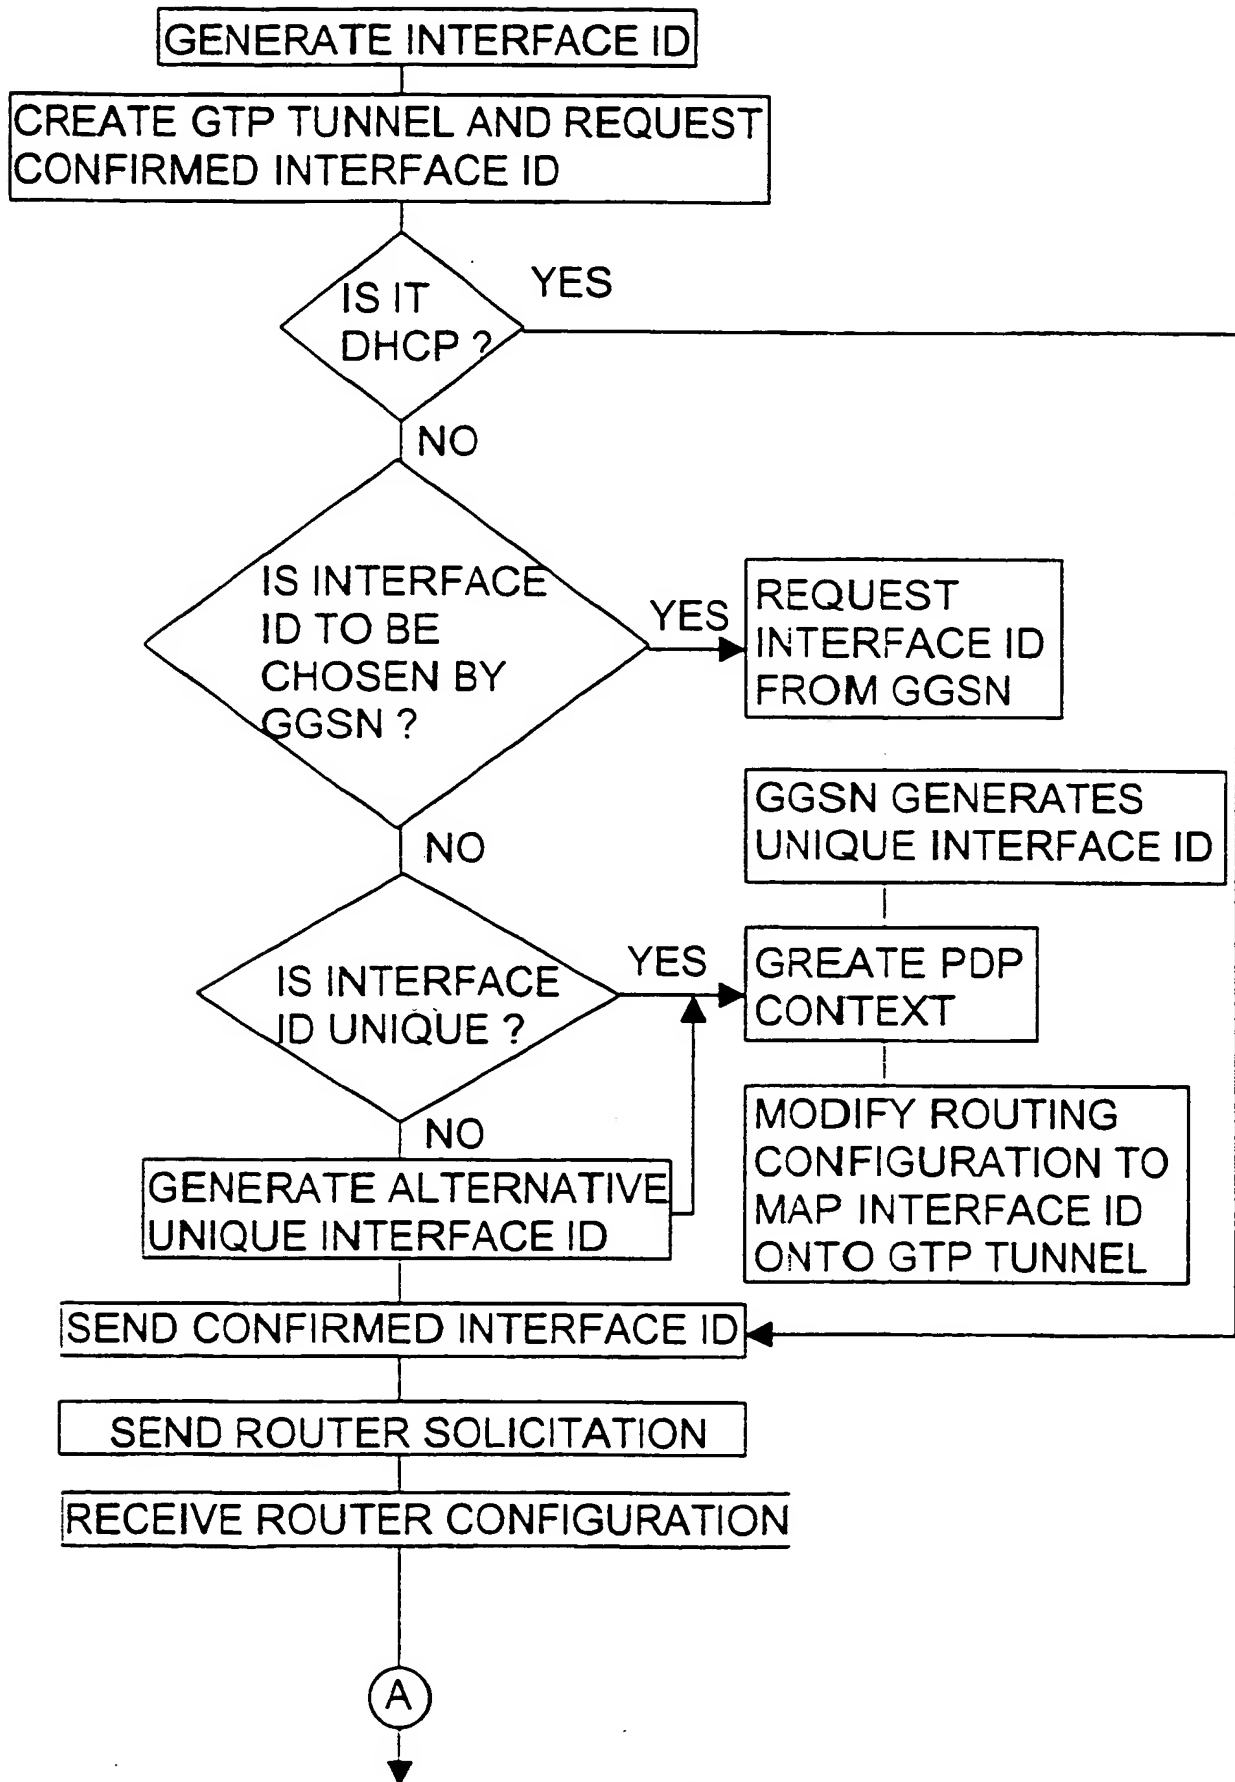 GENERATE INTERFACE ID
CREATE GTP TUNNEL AND REQUEST
CONFIRMED INTERFACE ID
IS IT
DHCP ?
YES
NO
IS INTERFACE
ID TO BE
CHOSEN BY
GGSN ?
YES
REQUEST
INTERFACE ID
FROM GGSN
GGSN GENERATES
UNIQUE INTERFACE ID
NO
IS INTERFACE
ID UNIQUE ?
YES
GREATE PDP
CONTEXT
NO
MODIFY ROUTING
CONFIGURATION TO
MAP INTERFACE ID
ONTO GTP TUNNEL
GENERATE ALTERNATIVE
UNIQUE INTERFACE ID
SEND CONFIRMED INTERFACE ID
SEND ROUTER SOLICITATION
RECEIVE ROUTER CONFIGURATION
A